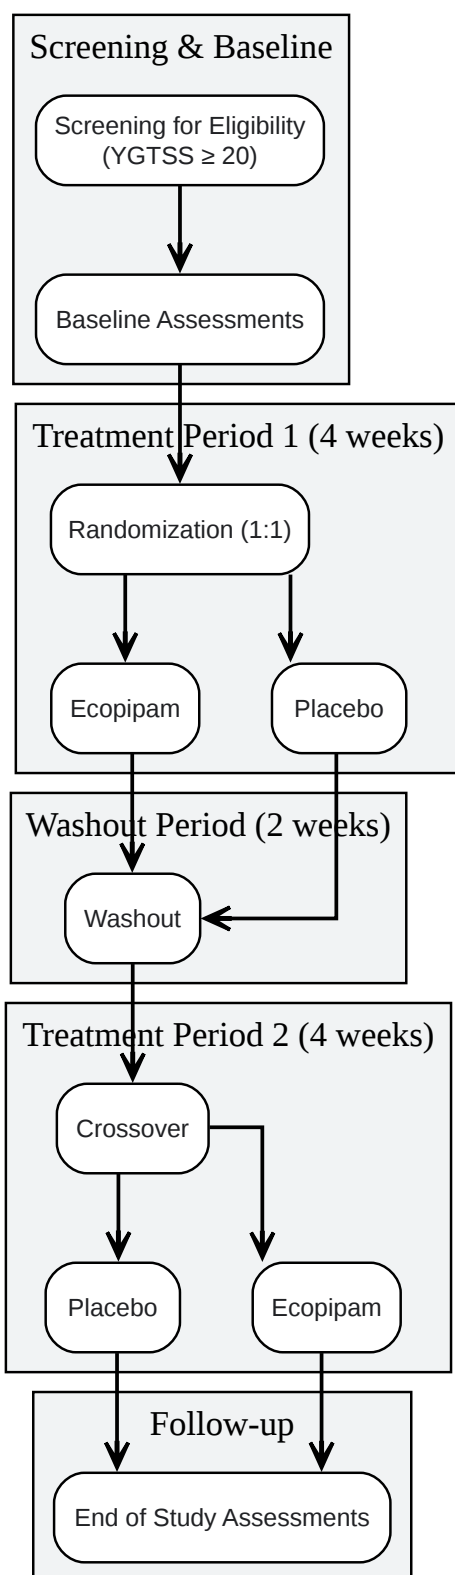 Screening & Baseline
Screening for Eligibility
(YGTSS ≥ 20)
Baseline Assessments
Treatment Period 1 (4 weeks)
Randomization (1:1)
Ecopipam
Placebo
Washout Period (2 weeks)
Washout
Treatment Period 2 (4 weeks)
Crossover
Placebo
Ecopipam
Follow-up
End of Study Assessments